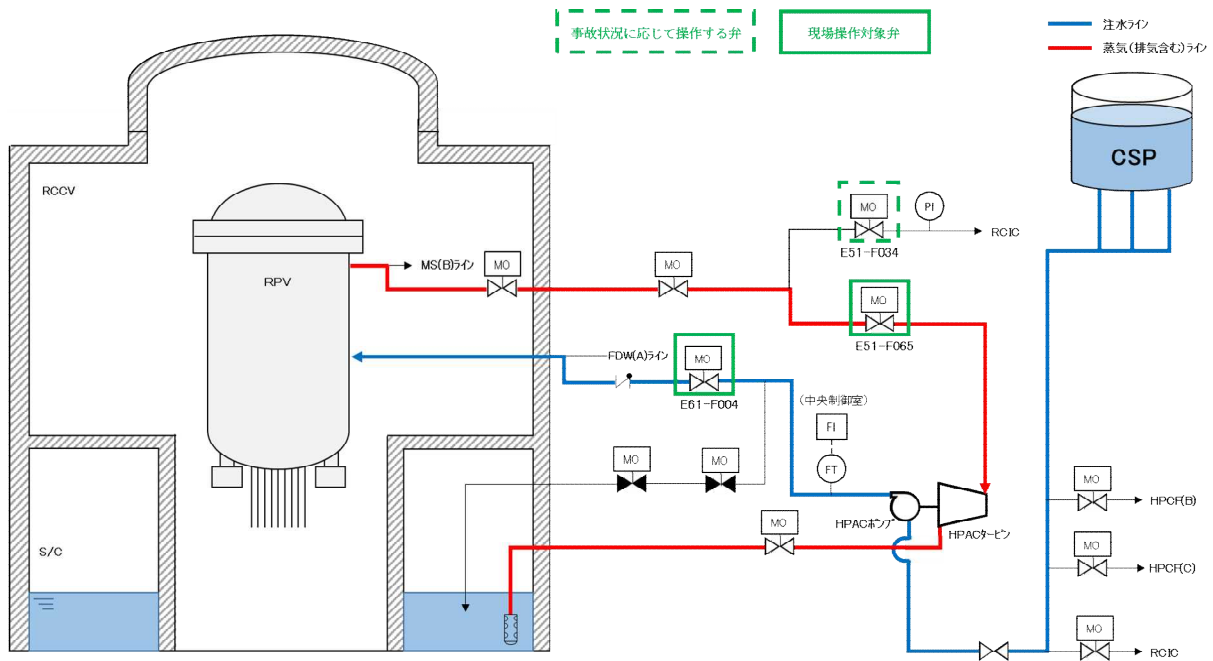 事故状況に応じて操作する弁
現場操作対象弁
注水ライン
蒸気(排気含む)ライン
CSP
RCCV
MO
PI
RCIC
E51-F034
MS(B)ライン
MO
MO
RPV
MO
E51-F065
FDW(A)ライン
MO
E61-F004
(中央制御室)
FI
FT
MO
MO
MO
HPCF(B)
HPACポンプ
HPACタービン
MO
S/C
MO
HPCF(C)
MO
RCIC